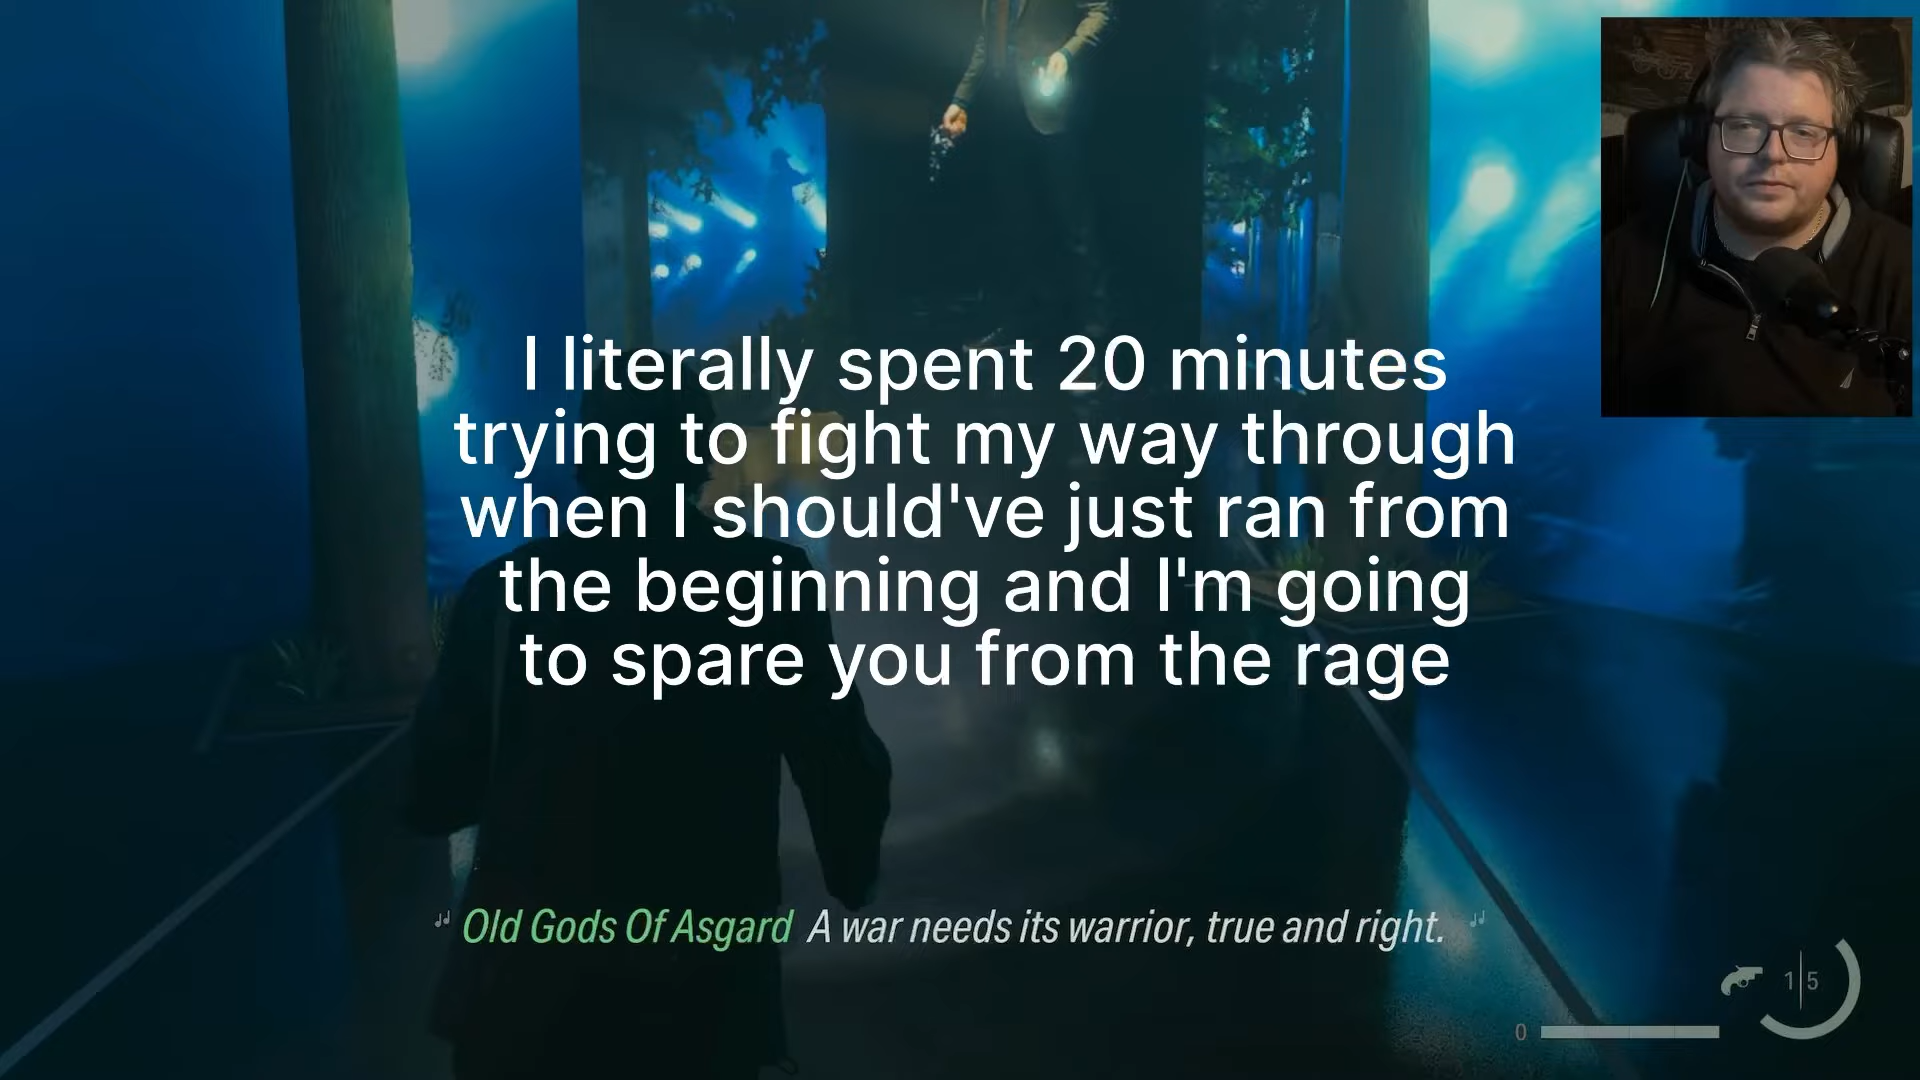 I literally spent 20 minutes
trying to fight my way through
when I should've just ran from
the beginning and I'm going
to spare you from the rage
♫ Old Gods Of Asgard A war needs its warrior, true and right. ♫
1|5
0